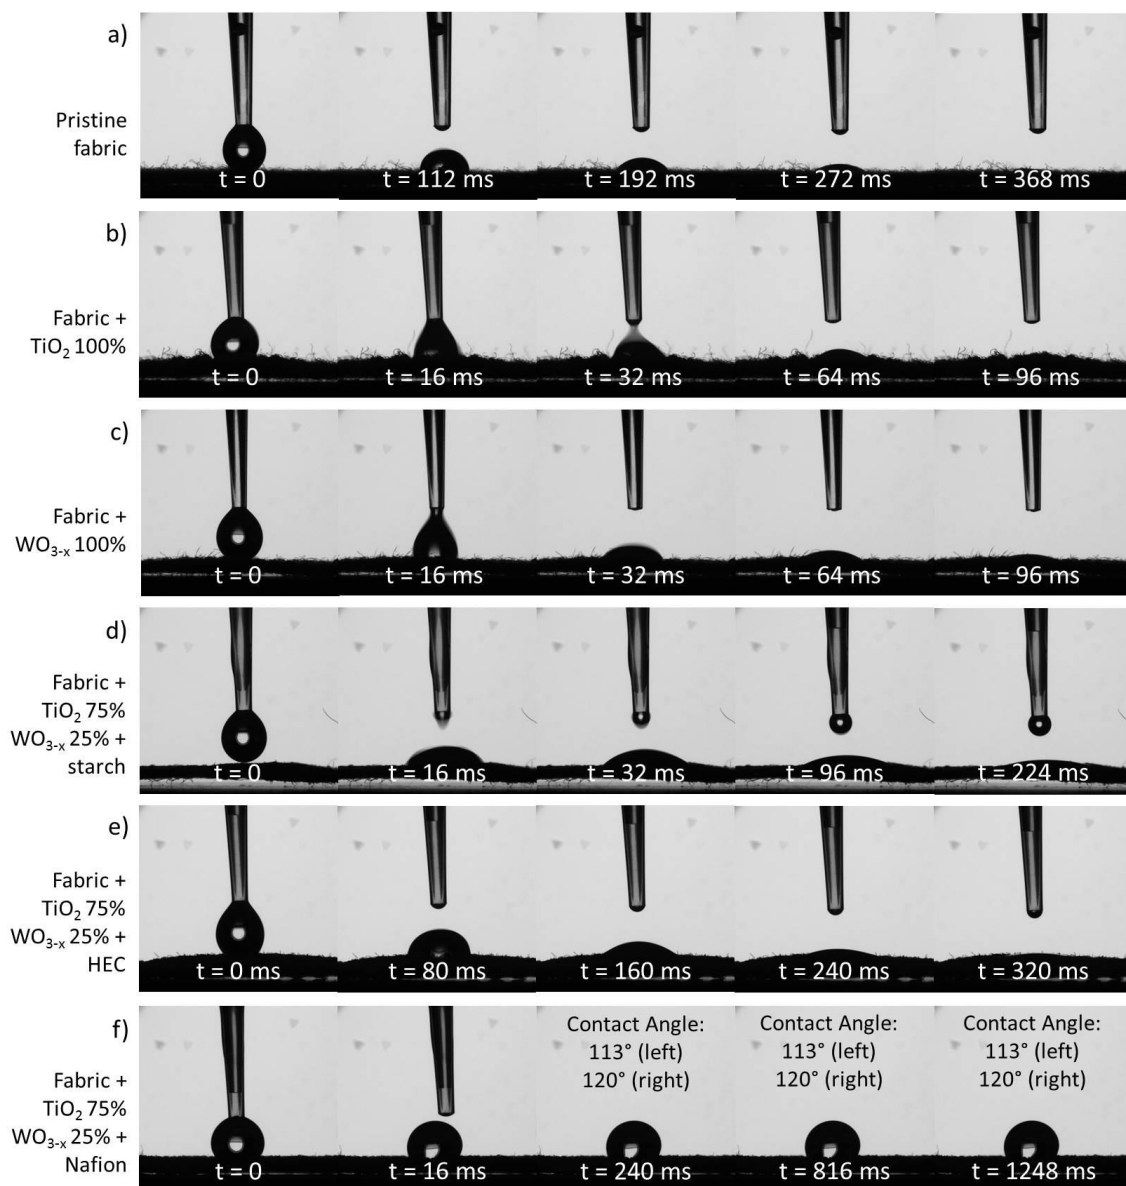 a)
Pristine
fabric
t = 0
t = 112 ms
t = 192 ms
t = 272 ms
t = 368 ms
b)
Fabric +
TiO₂ 100%
t = 0
t = 16 ms
t = 32 ms
t = 64 ms
t = 96 ms
c)
Fabric +
WO₃₋ₓ 100%
t = 0
t = 16 ms
t = 32 ms
t = 64 ms
t = 96 ms
d)
Fabric +
TiO₂ 75%
WO₃₋ₓ 25% +
starch
t = 0
t = 16 ms
t = 32 ms
t = 96 ms
t = 224 ms
e)
Fabric +
TiO₂ 75%
WO₃₋ₓ 25% +
HEC
t = 0 ms
t = 80 ms
t = 160 ms
t = 240 ms
t = 320 ms
f)
Fabric +
TiO₂ 75%
WO₃₋ₓ 25% +
Nafion
t = 0
t = 16 ms
Contact Angle:
113° (left)
120° (right)
t = 240 ms
Contact Angle:
113° (left)
120° (right)
t = 816 ms
Contact Angle:
113° (left)
120° (right)
t = 1248 ms